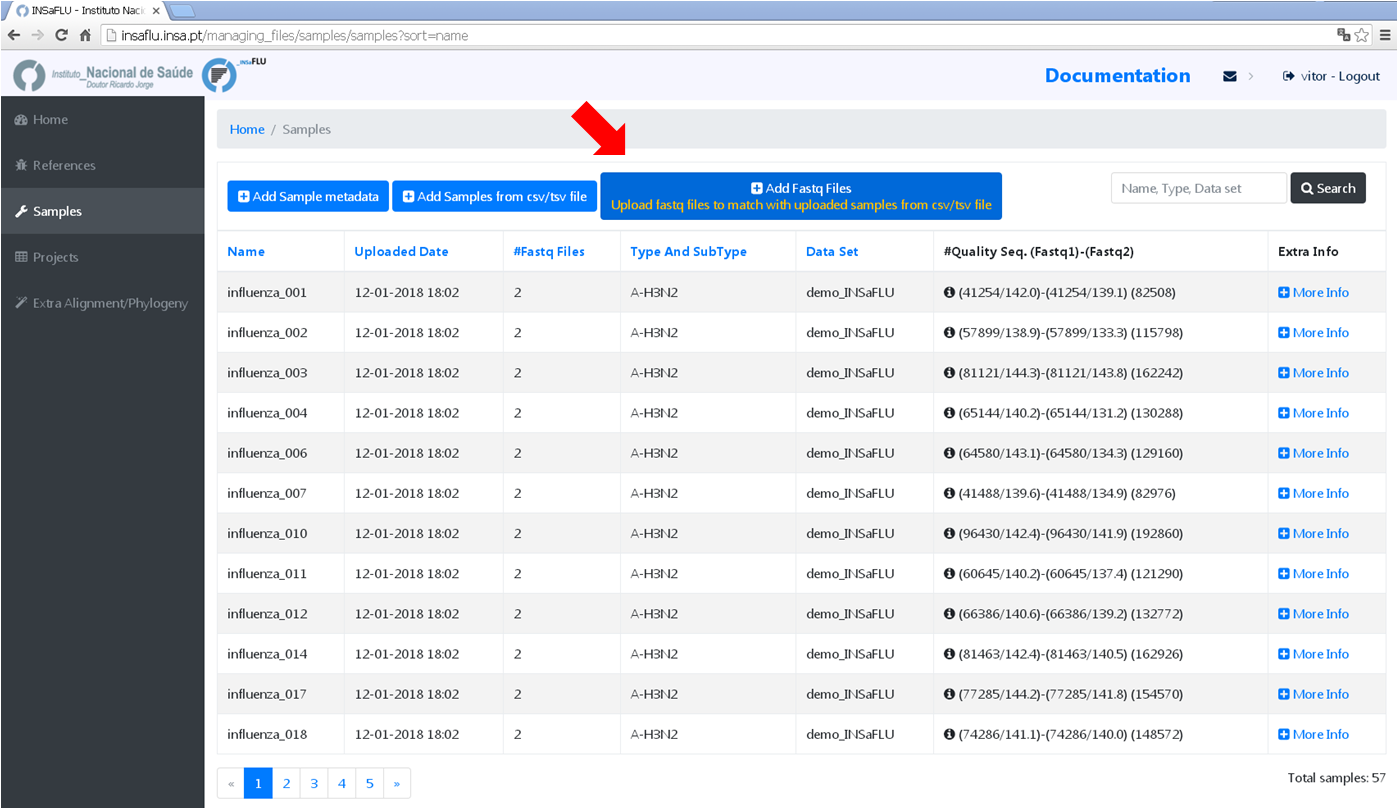 INSaFLU - Instituto Naci
insaflu.insa.pt/managing_files/samples/samples?sort=name
Instituto_Nacional de Saúde
Doutor Ricardo Jorge
_INSaFLU
Documentation
vitor - Logout
Home
References
Samples
Projects
Extra Alignment/Phylogeny
Home / Samples
Add Sample metadata
Add Samples from csv/tsv file
Add Fastq Files
Upload fastq files to match with uploaded samples from csv/tsv file
Name, Type, Data set
Search
Name Uploaded Date #Fastq Files Type And SubType Data Set #Quality Seq. (Fastq1)-(Fastq2) Extra Info
influenza_001 12-01-2018 18:02 2 A-H3N2 demo_INSaFLU (41254/142.0)-(41254/139.1) (82508) More Info
influenza_002 12-01-2018 18:02 2 A-H3N2 demo_INSaFLU (57899/138.9)-(57899/133.3) (115798) More Info
influenza_003 12-01-2018 18:02 2 A-H3N2 demo_INSaFLU (81121/144.3)-(81121/143.8) (162242) More Info
influenza_004 12-01-2018 18:02 2 A-H3N2 demo_INSaFLU (65144/140.2)-(65144/131.2) (130288) More Info
influenza_006 12-01-2018 18:02 2 A-H3N2 demo_INSaFLU (64580/143.1)-(64580/134.3) (129160) More Info
influenza_007 12-01-2018 18:02 2 A-H3N2 demo_INSaFLU (41488/139.6)-(41488/134.9) (82976) More Info
influenza_010 12-01-2018 18:02 2 A-H3N2 demo_INSaFLU (96430/142.4)-(96430/141.9) (192860) More Info
influenza_011 12-01-2018 18:02 2 A-H3N2 demo_INSaFLU (60645/140.2)-(60645/137.4) (121290) More Info
influenza_012 12-01-2018 18:02 2 A-H3N2 demo_INSaFLU (66386/140.6)-(66386/139.2) (132772) More Info
influenza_014 12-01-2018 18:02 2 A-H3N2 demo_INSaFLU (81463/142.4)-(81463/140.5) (162926) More Info
influenza_017 12-01-2018 18:02 2 A-H3N2 demo_INSaFLU (77285/144.2)-(77285/141.8) (154570) More Info
influenza_018 12-01-2018 18:02 2 A-H3N2 demo_INSaFLU (74286/141.1)-(74286/140.0) (148572) More Info
« 1 2 3 4 5 »
Total samples: 57